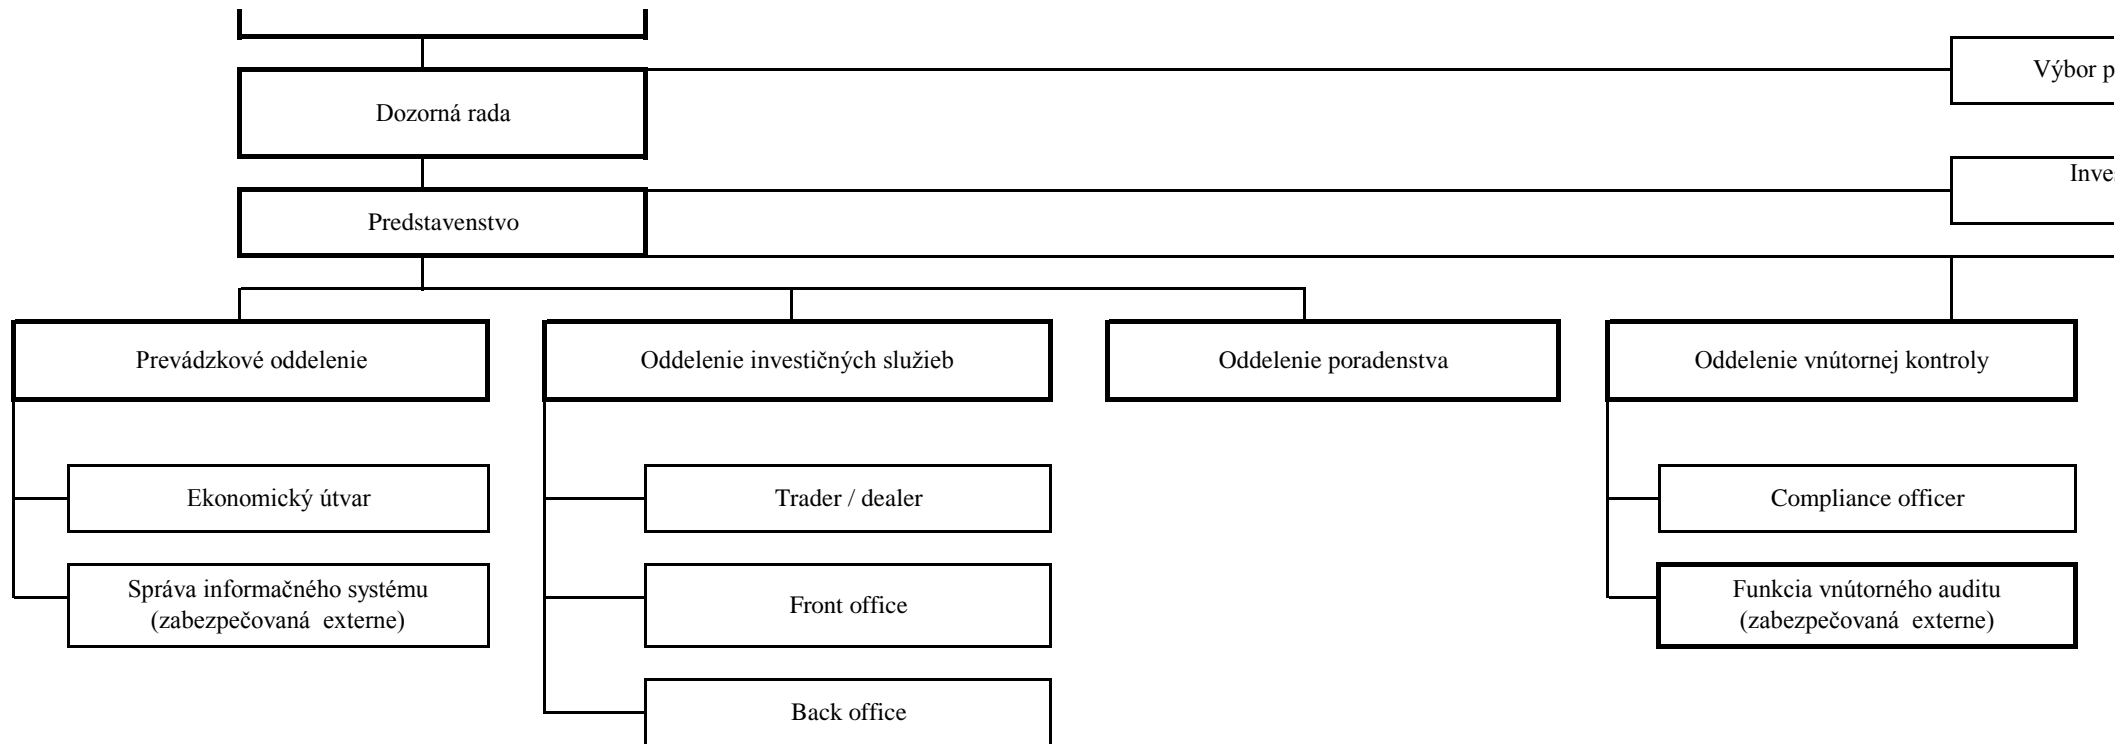 Výbor p
Dozorná rada
Inves
Predstavenstvo
Prevádzkové oddelenie
Oddelenie investičných služieb
Oddelenie poradenstva
Oddelenie vnútornej kontroly
Ekonomický útvar
Trader / dealer
Compliance officer
Správa informačného systému
(zabezpečovaná externe)
Front office
Funkcia vnútorného auditu
(zabezpečovaná externe)
Back office